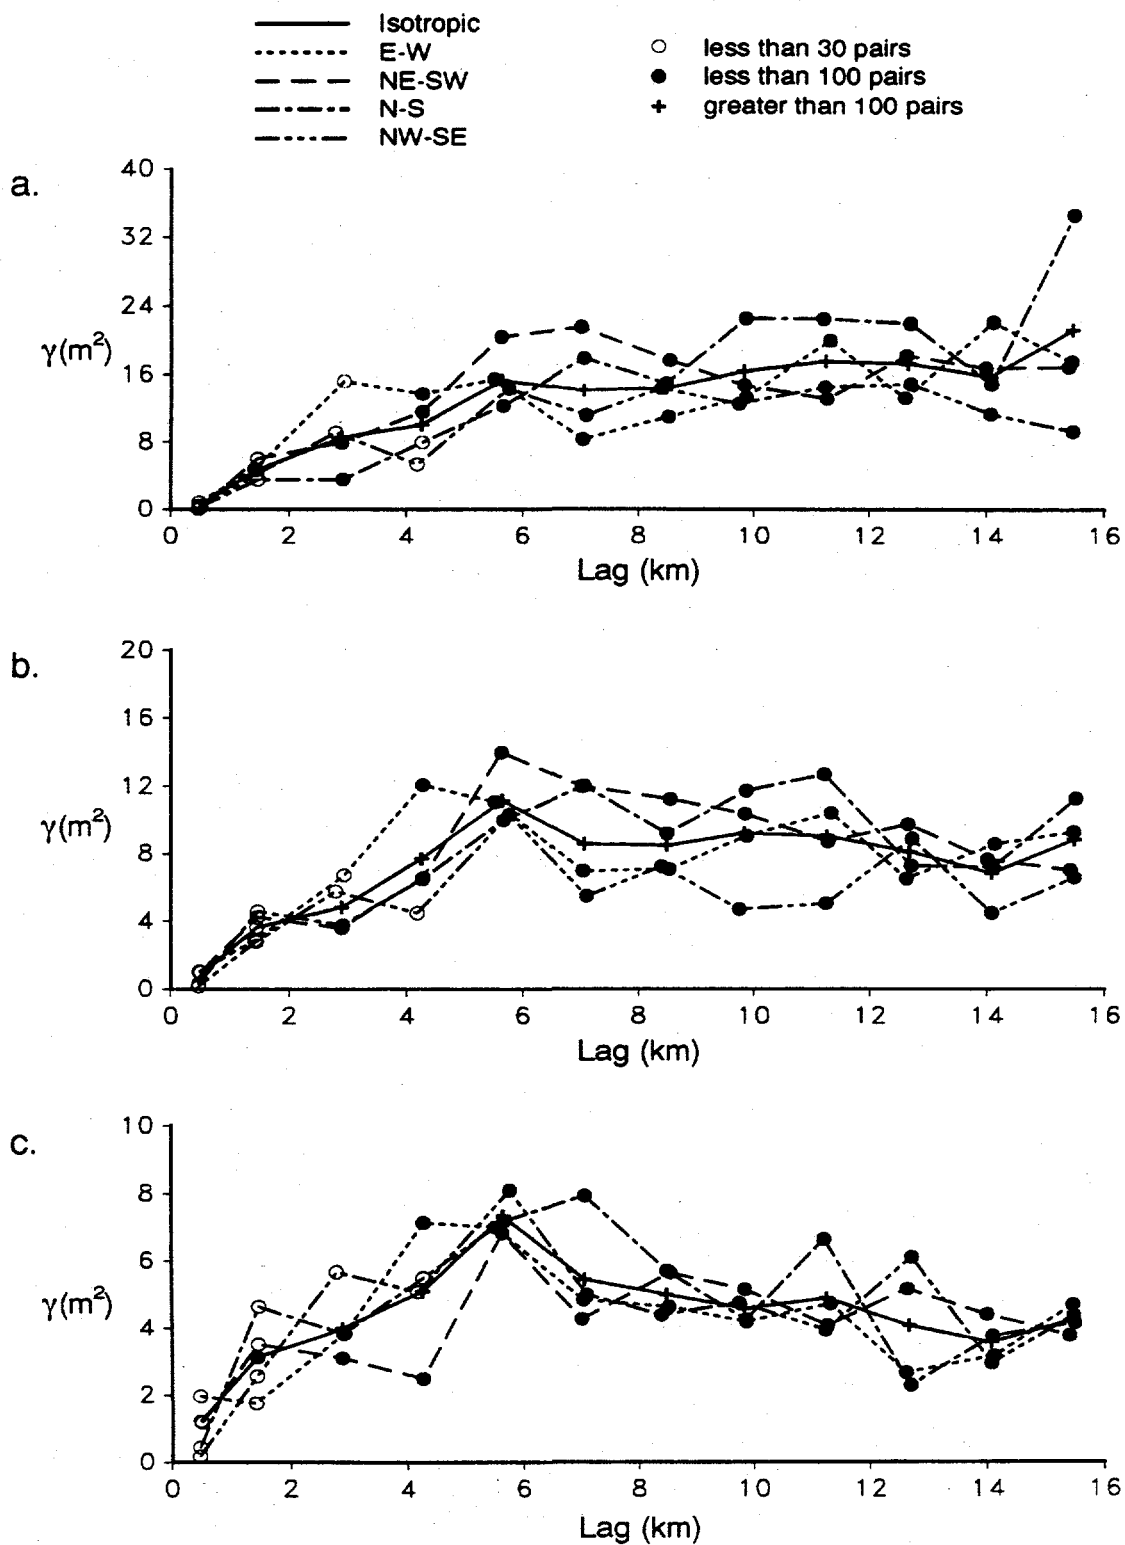 Isotropic
E-W
NE-SW
N-S
NW-SE
less than 30 pairs
less than 100 pairs
greater than 100 pairs
a.
40
32
24
16
8
0
γ(m²)
0 2 4 6 8 10 12 14 16
Lag (km)
b.
20
16
12
8
4
0
γ(m²)
0 2 4 6 8 10 12 14 16
Lag (km)
c.
10
8
6
4
2
0
γ(m²)
0 2 4 6 8 10 12 14 16
Lag (km)